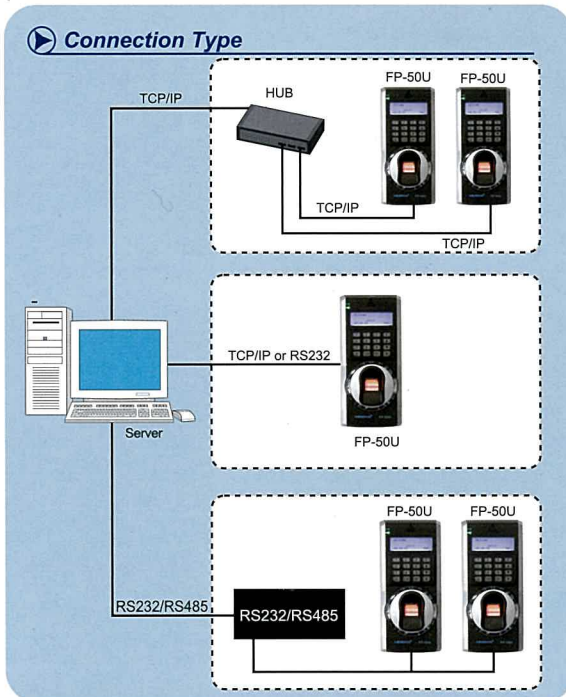 Connection Type
FP-50U FP-50U
HUB
TCP/IP
TCP/IP
TCP/IP
TCP/IP or RS232
Server
FP-50U
FP-50U FP-50U
RS232/RS485
RS232/RS485